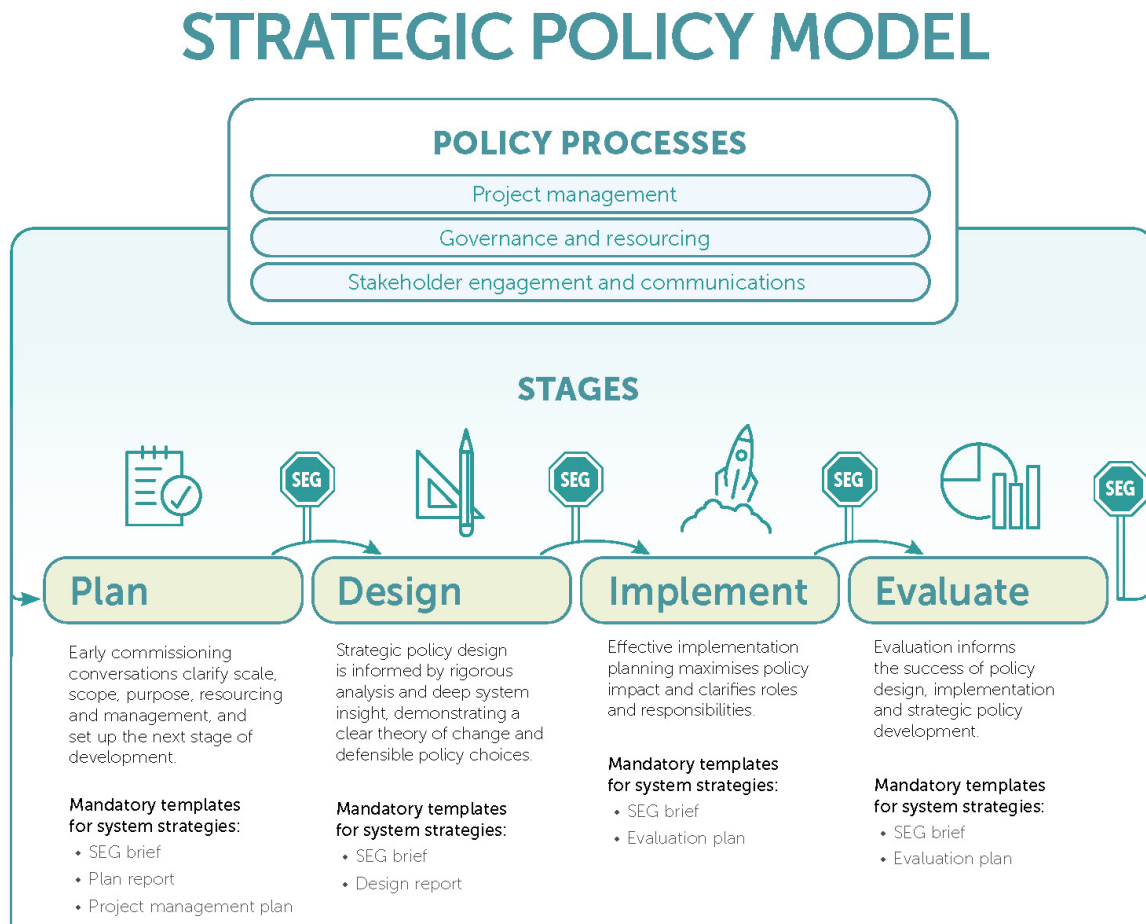 STRATEGIC POLICY MODEL
POLICY PROCESSES
Project management
Governance and resourcing
Stakeholder engagement and communications
STAGES
SEG
SEG
SEG
SEG
Plan
Early commissioning
conversations clarify scale,
scope, purpose, resourcing
and management, and
set up the next stage of
development.
Mandatory templates
for system strategies:
• SEG brief
• Plan report
• Project management plan
Design
Strategic policy design
is informed by rigorous
analysis and deep system
insight, demonstrating a
clear theory of change and
defensible policy choices.
Mandatory templates
for system strategies:
• SEG brief
• Design report
Implement
Effective implementation
planning maximises policy
impact and clarifies roles
and responsibilities.
Mandatory templates
for system strategies:
• SEG brief
• Evaluation plan
Evaluate
Evaluation informs
the success of policy
design, implementation
and strategic policy
development.
Mandatory templates
for system strategies:
• SEG brief
• Evaluation plan